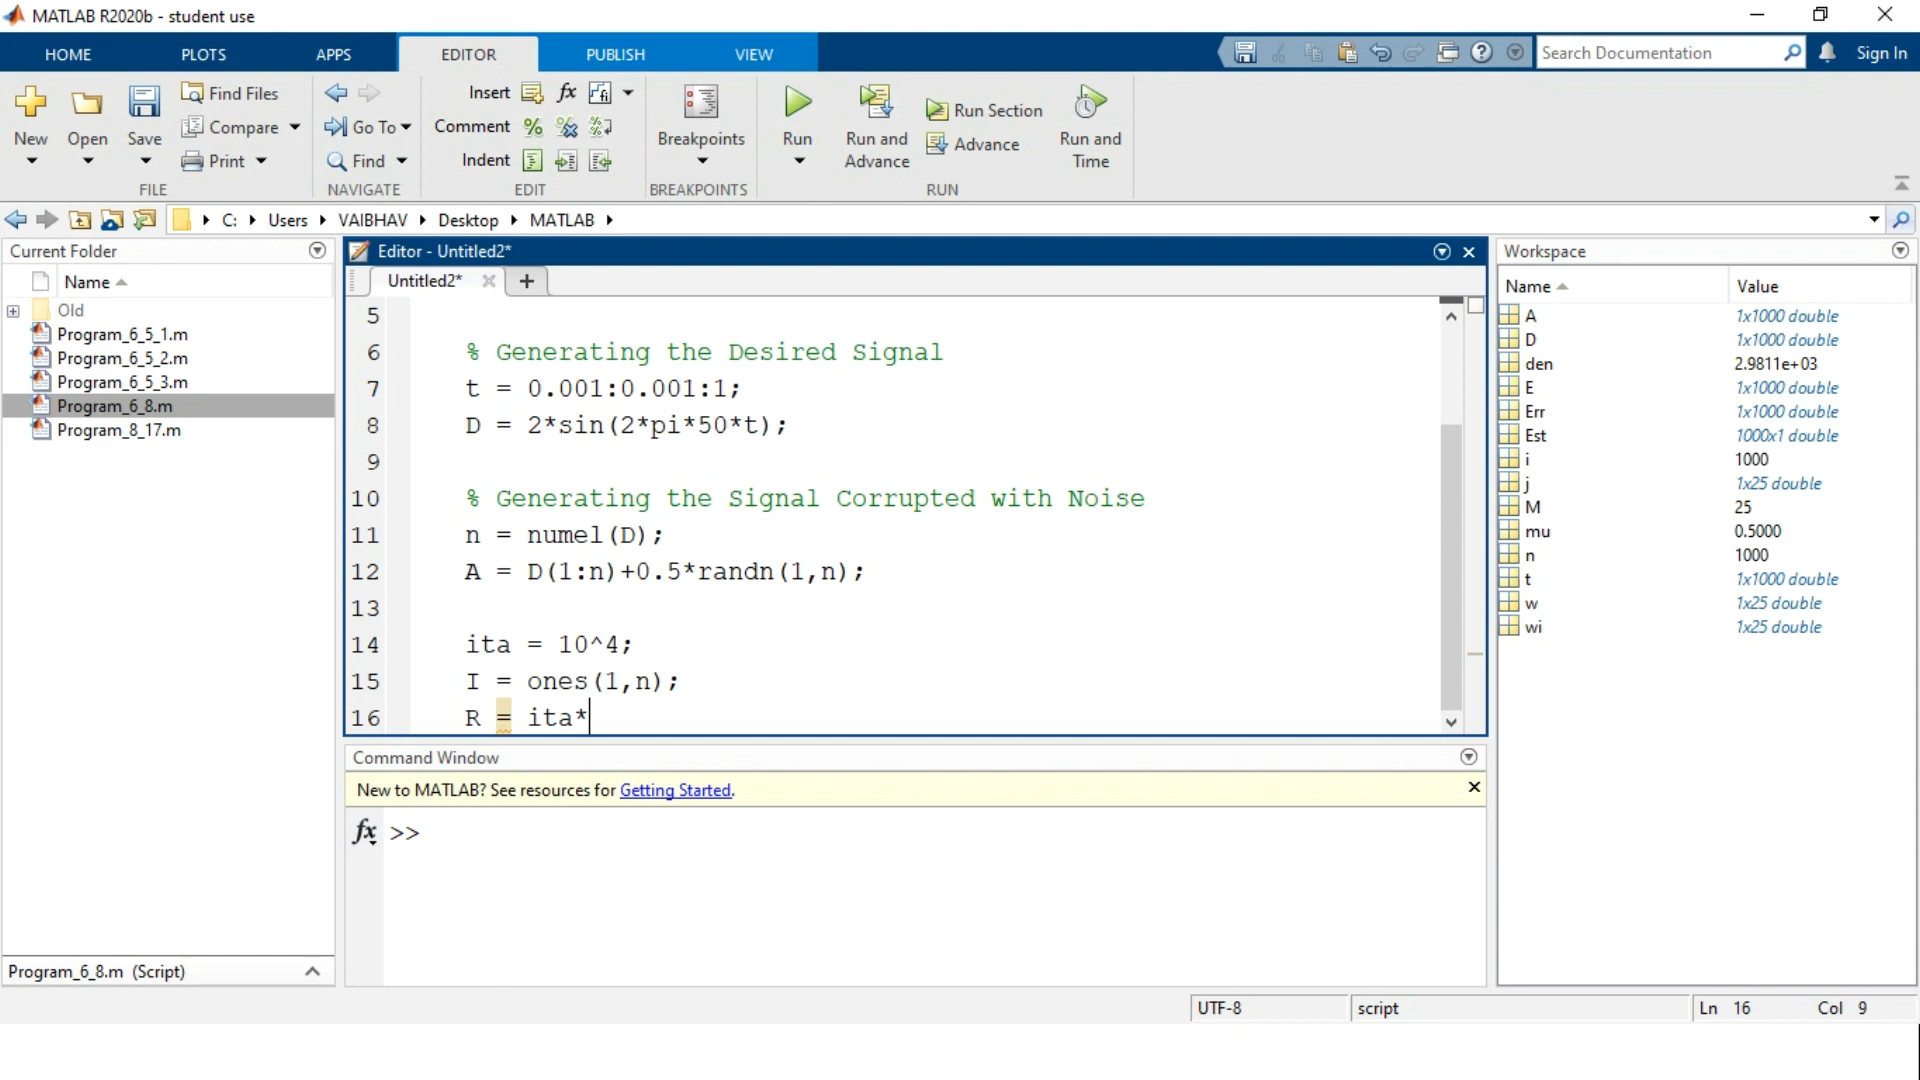 MATLAB R2020b - student use
HOME PLOTS APPS EDITOR PUBLISH VIEW Search Documentation Sign In
New Open Save Find Files Compare Print FILE
Go To Find NAVIGATE
Insert fx Comment Indent EDIT
Breakpoints BREAKPOINTS
Run Run and Advance Run Section Advance Run and Time RUN
C: Users VAIBHAV Desktop MATLAB
Current Folder
Name
Old
Program_6_5_1.m
Program_6_5_2.m
Program_6_5_3.m
Program_6_8.m
Program_8_17.m
Program_6_8.m (Script)
Editor - Untitled2*
Untitled2*
5
6 % Generating the Desired Signal
7 t = 0.001:0.001:1;
8 D = 2*sin(2*pi*50*t);
9
10 % Generating the Signal Corrupted with Noise
11 n = numel(D);
12 A = D(1:n)+0.5*randn(1,n);
13
14 ita = 10^4;
15 I = ones(1,n);
16 R = ita*
Command Window
New to MATLAB? See resources for Getting Started.
fx >>
Workspace
Name Value
A 1x1000 double
D 1x1000 double
den 2.9811e+03
E 1x1000 double
Err 1x1000 double
Est 1000x1 double
i 1000
j 1x25 double
M 25
mu 0.5000
n 1000
t 1x1000 double
w 1x25 double
wi 1x25 double
UTF-8 script Ln 16 Col 9